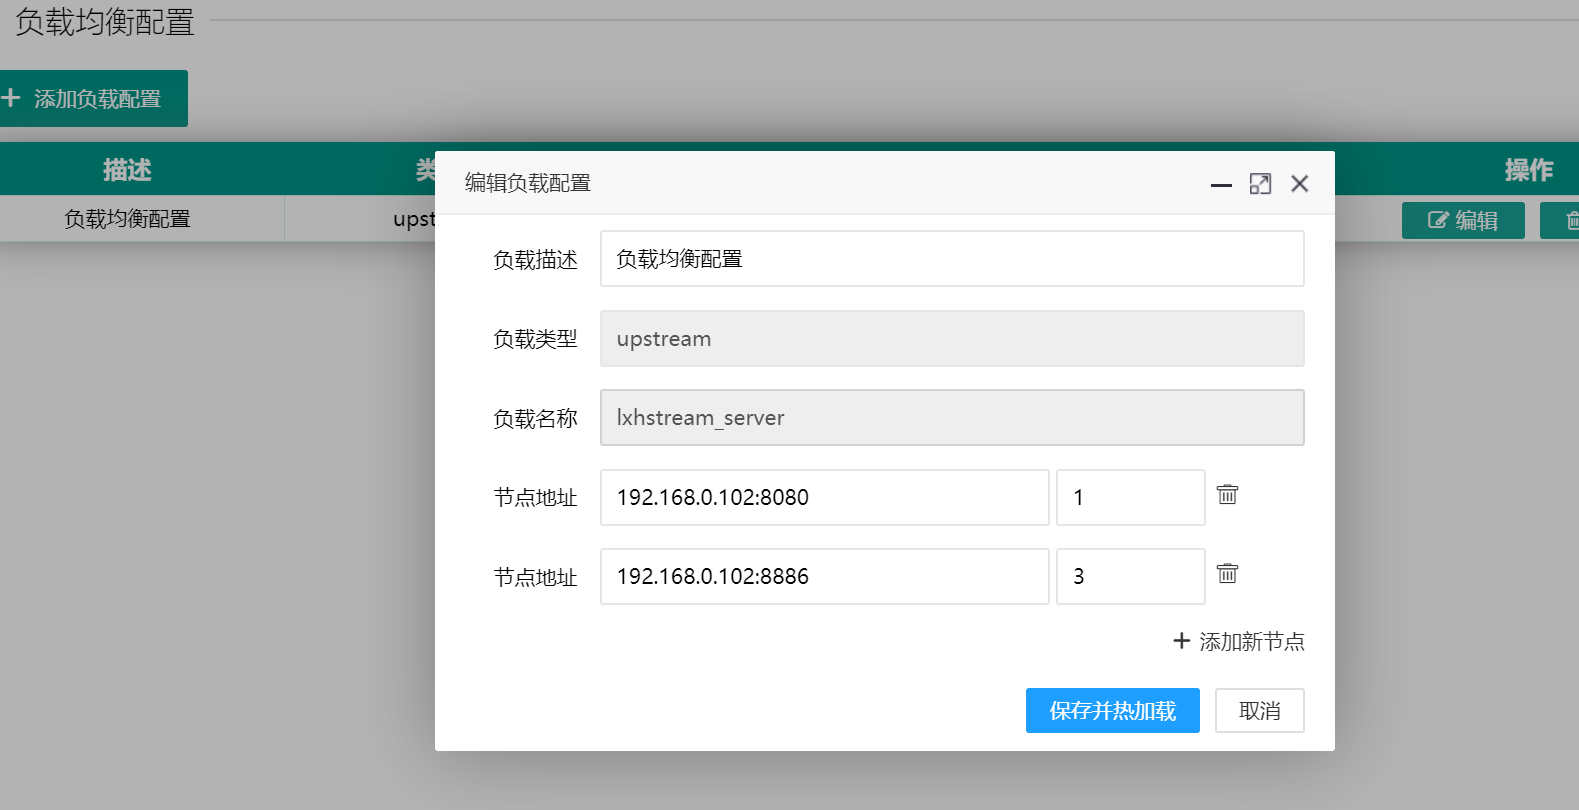 负载均衡配置
添加负载配置
描述
操作
负载均衡配置
upst
编辑
编辑负载配置
负载描述 负载均衡配置
负载类型 upstream
负载名称 lxhstream_server
节点地址 192.168.0.102:8080 1
节点地址 192.168.0.102:8886 3
添加新节点
保存并热加载 取消